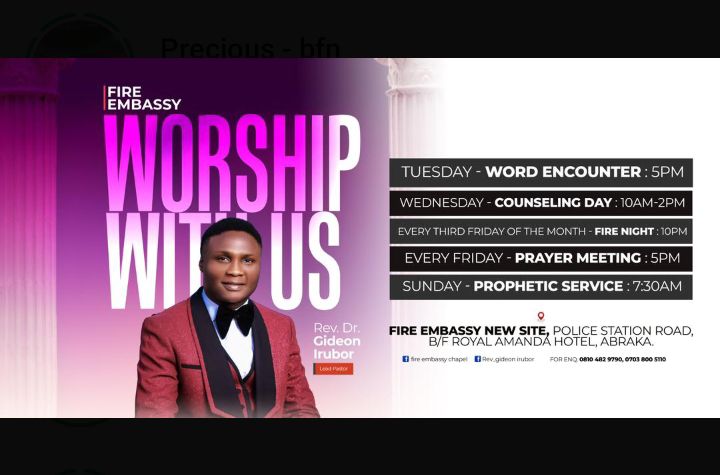 Precious - bfn
FIRE
EMBASSY
WORSHIP
WITH US
Rev. Dr.
Gideon
Irubor
Lead Pastor
TUESDAY - WORD ENCOUNTER : 5PM
WEDNESDAY - COUNSELING DAY : 10AM-2PM
EVERY THIRD FRIDAY OF THE MONTH - FIRE NIGHT : 10PM
EVERY FRIDAY - PRAYER MEETING : 5PM
SUNDAY - PROPHETIC SERVICE : 7:30AM
FIRE EMBASSY NEW SITE, POLICE STATION ROAD,
B/F ROYAL AMANDA HOTEL, ABRAKA.
fire embassy chapel Rev_gideon irubor FOR ENQ. 0810 482 9790, 0703 800 5110